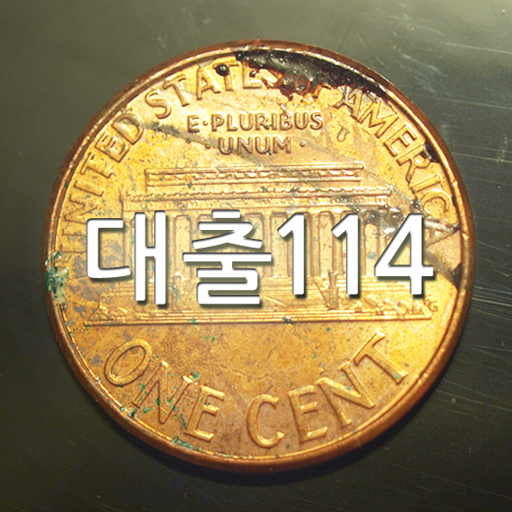 UNITED STATES OF AMERICA
E·PLURIBUS
·UNUM·
대출114
ONE CENT